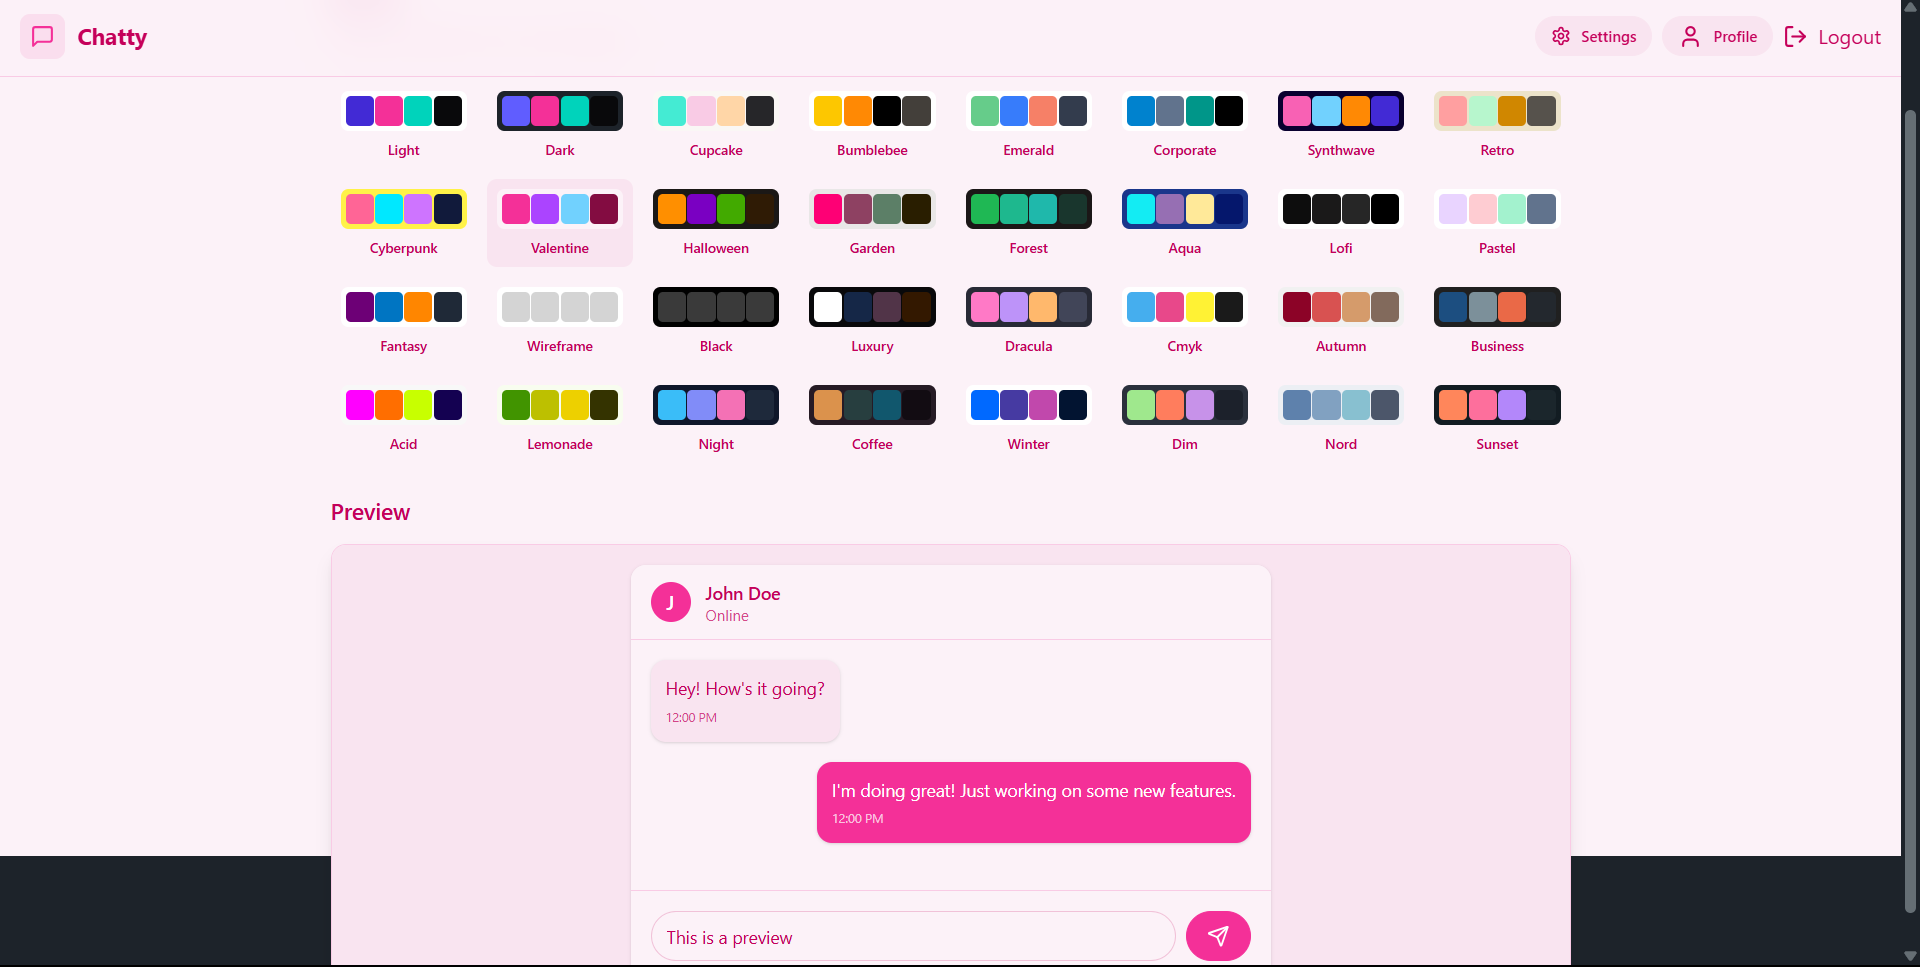 Chatty
Settings
Profile
Logout
Light
Dark
Cupcake
Bumblebee
Emerald
Corporate
Synthwave
Retro
Cyberpunk
Valentine
Halloween
Garden
Forest
Aqua
Lofi
Pastel
Fantasy
Wireframe
Black
Luxury
Dracula
Cmyk
Autumn
Business
Acid
Lemonade
Night
Coffee
Winter
Dim
Nord
Sunset
Preview
J
John Doe
Online
Hey! How's it going?
12:00 PM
I'm doing great! Just working on some new features.
12:00 PM
This is a preview